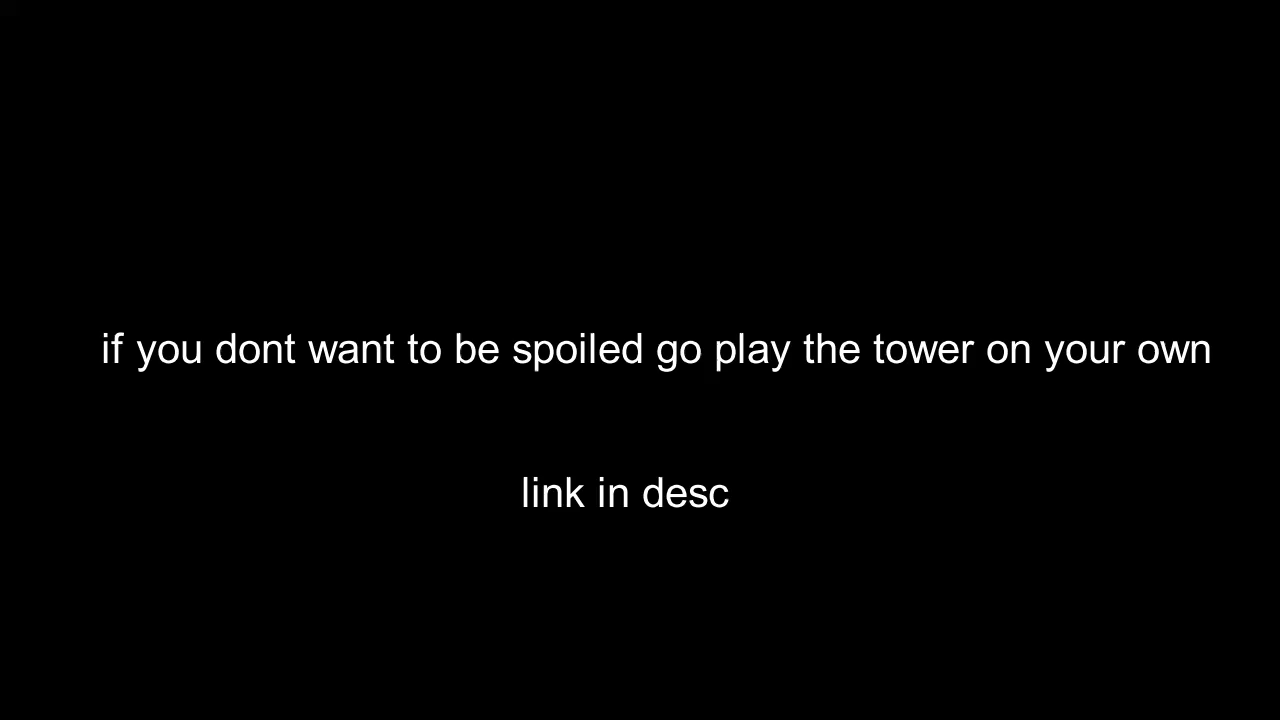 if you dont want to be spoiled go play the tower on your own
link in desc